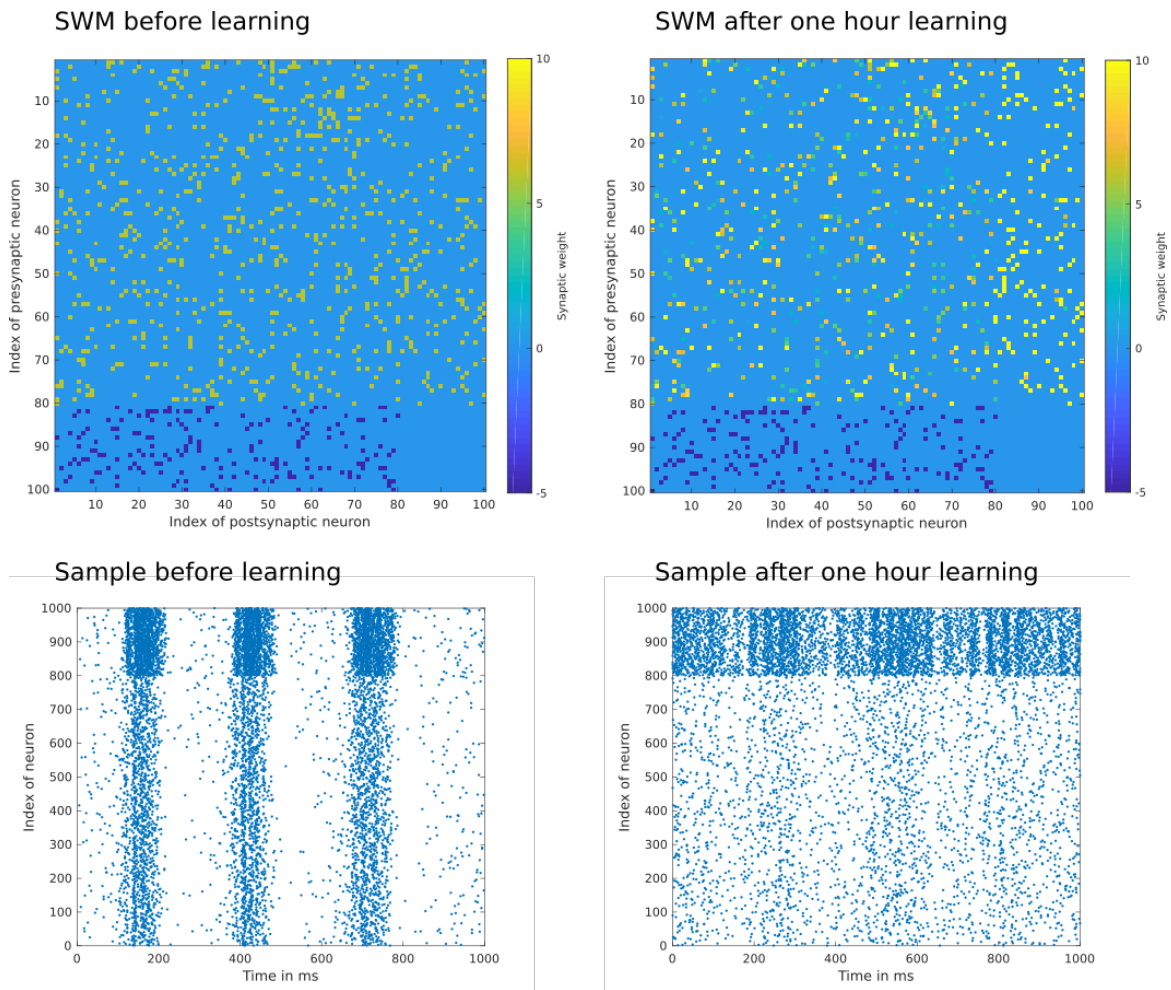 SWM before learning
SWM after one hour learning
10
20
30
40
50
60
70
80
90
100
Index of presynaptic neuron
10 20 30 40 50 60 70 80 90 100
Index of postsynaptic neuron
10
5
0
-5
Synaptic weight
10
20
30
40
50
60
70
80
90
100
Index of presynaptic neuron
10 20 30 40 50 60 70 80 90 100
Index of postsynaptic neuron
10
5
0
-5
Synaptic weight
Sample before learning
Sample after one hour learning
1000
900
800
700
600
500
400
300
200
100
0
Index of neuron
0 200 400 600 800 1000
Time in ms
1000
900
800
700
600
500
400
300
200
100
0
Index of neuron
0 200 400 600 800 1000
Time in ms